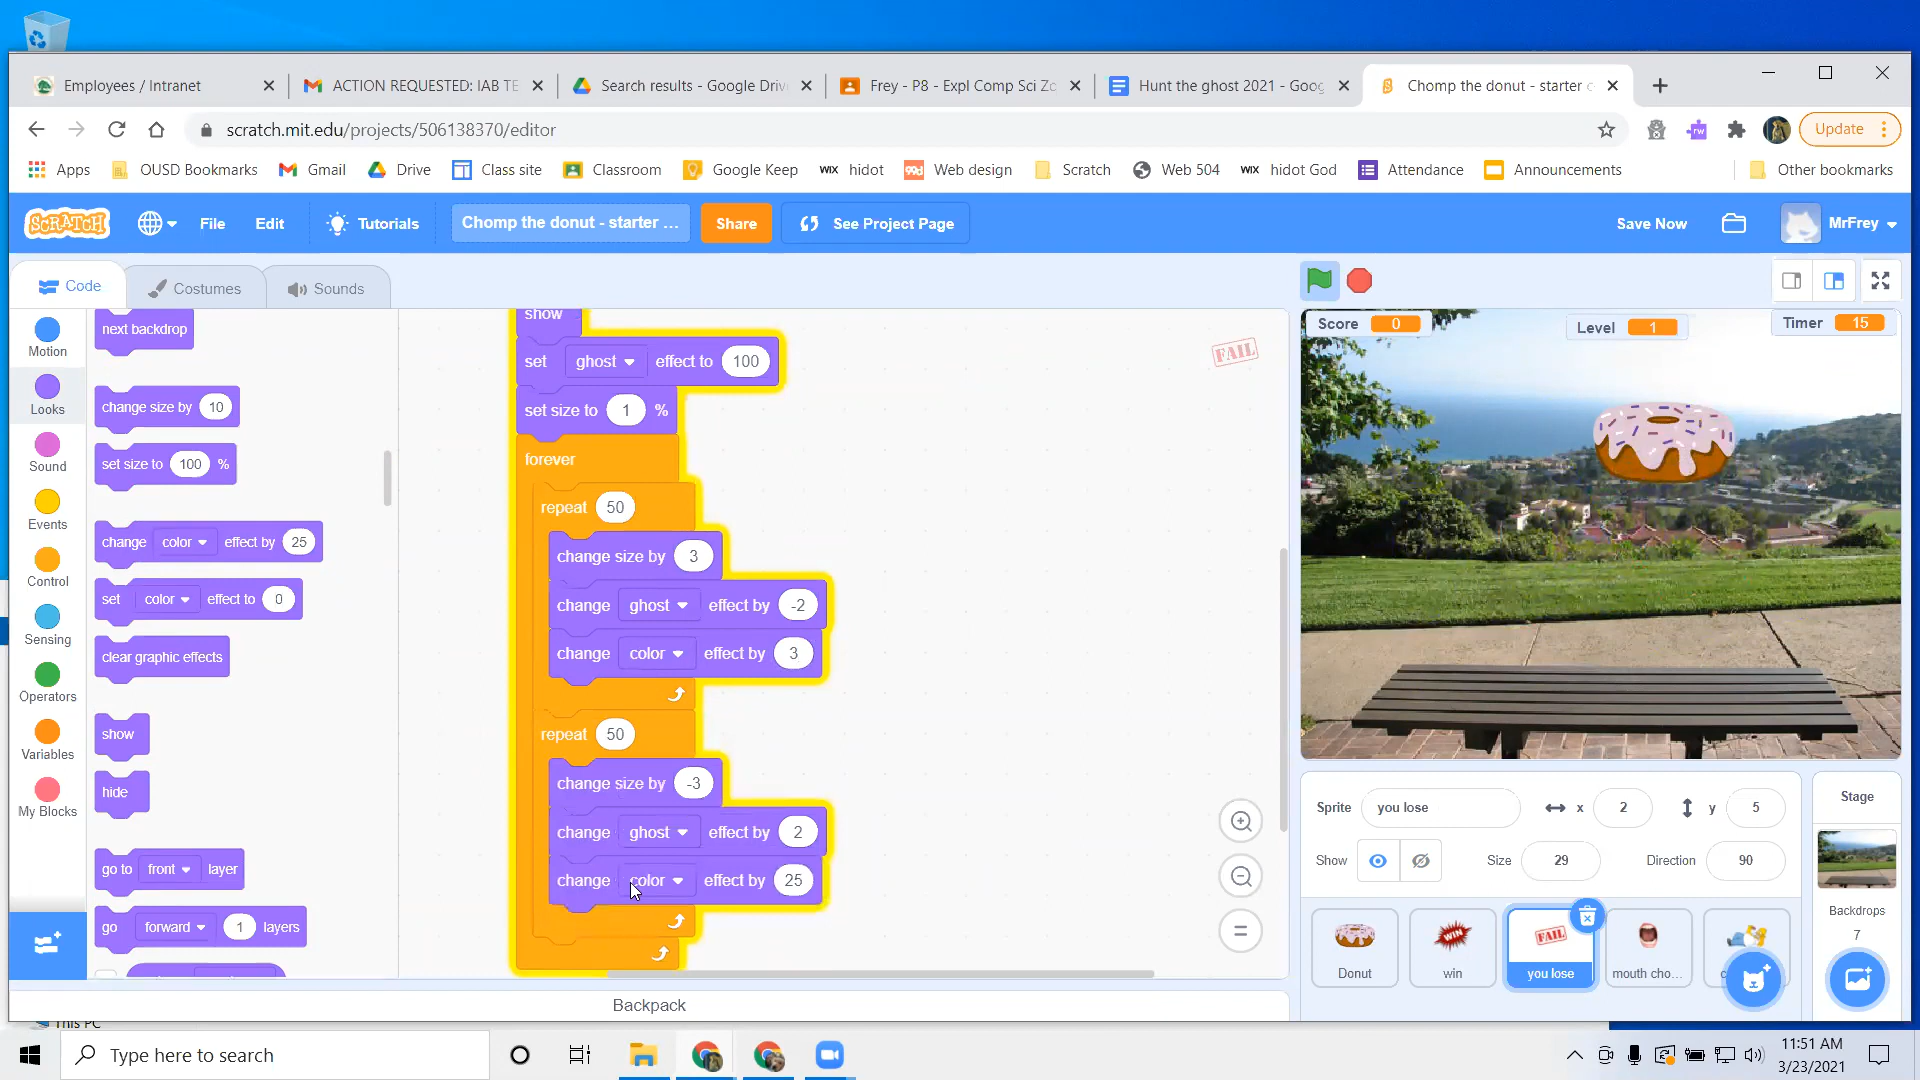 Employees / Intranet
ACTION REQUESTED: IAB TE
Search results - Google Drive
Frey - P8 - Expl Comp Sci Zo
Hunt the ghost 2021 - Goog
Chomp the donut - starter c
scratch.mit.edu/projects/506138370/editor
Update
Apps
OUSD Bookmarks
Gmail
Drive
Class site
Classroom
Google Keep
WIX hidot
Web design
Scratch
Web 504
WIX hidot God
Attendance
Announcements
Other bookmarks
SCRATCH
File
Edit
Tutorials
Chomp the donut - starter ...
Share
See Project Page
Save Now
MrFrey
Code
Costumes
Sounds
Motion
Looks
Sound
Events
Control
Sensing
Operators
Variables
My Blocks
next backdrop
change size by 10
set size to 100 %
change color effect by 25
set color effect to 0
clear graphic effects
show
hide
go to front layer
go forward 1 layers
show
set ghost effect to 100
set size to 1 %
forever
repeat 50
change size by 3
change ghost effect by -2
change color effect by 3
repeat 50
change size by -3
change ghost effect by 2
change color effect by 25
FAIL
Backpack
Score 0
Level 1
Timer 15
Sprite you lose
x 2
y 5
Show
Size 29
Direction 90
Donut
WIN
win
FAIL
you lose
mouth cho...
Stage
Backdrops
7
This PC
Type here to search
11:51 AM
3/23/2021